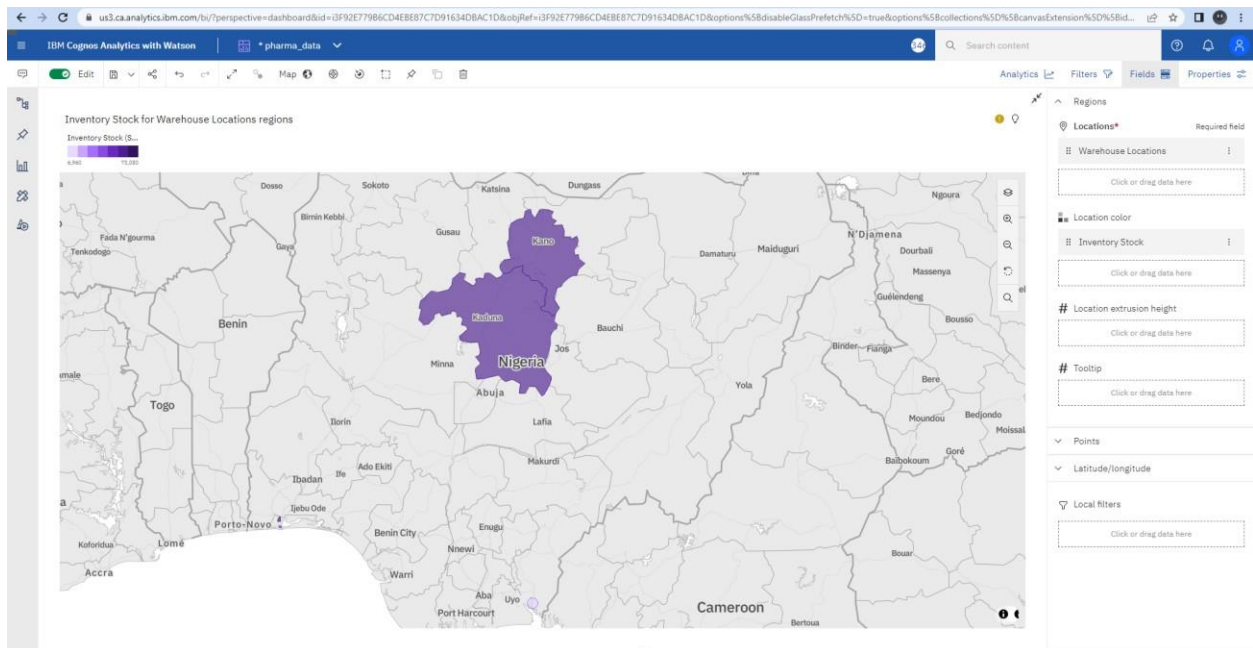 us3.ca.analytics.ibm.com/bi/?perspective=dashboard&id=i3F92E77986CD4EBE87C7D91634DBAC1D&objRef=i3F92E77986CD4EBE87C7D91634DBAC1D&options%5BdisableGlassPrefetch%5D=true&options%5Bcollections%5D%5BcanvasExtension%5D%5Bid...
IBM Cognos Analytics with Watson
* pharma_data
Search content
Edit
Map
Analytics
Filters
Fields
Properties
Inventory Stock for Warehouse Locations regions
Inventory Stock (S...
Dosso
Sokoto
Katsina
Dungass
Ngoura
Birnin Kebbi
Fada N'gourma
Tenkodogo
Gaya
Gusau
Kano
N'Djamena
Damaturu
Maiduguri
Dourbali
Massenya
Guélendeng
Bousso
Kaduna
Benin
Bauchi
Jos
Nigeria
Minna
Binder
Fianga
Abuja
Yola
Bere
Togo
Ilorin
Lafia
Moundou
Bedjondo
Moissal
Goré
Baïbokoum
Makurdi
Ado Ekiti
Ife
Ibadan
Ijebu Ode
Porto-Novo
Benin City
Enugu
Koforidua
Lomé
Nnewi
Bouar
Accra
Warri
Aba
Uyo
Port Harcourt
Cameroon
Bertoua
Regions
Locations*
Required field
Warehouse Locations
Click or drag data here
Location color
Inventory Stock
Click or drag data here
# Location extrusion height
Click or drag data here
# Tooltip
Click or drag data here
Points
Latitude/longitude
Local filters
Click or drag data here